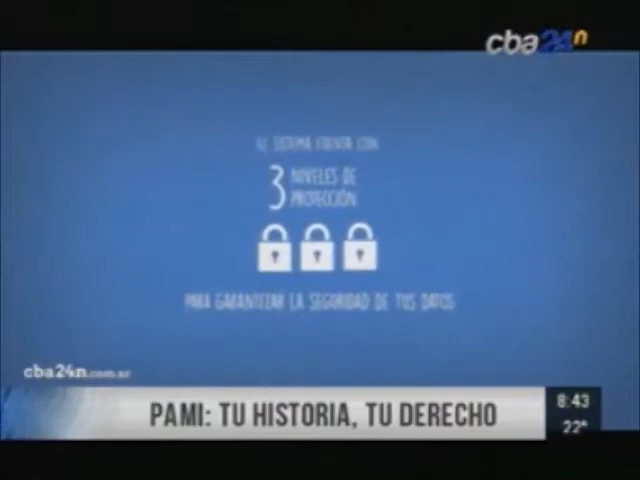 cba24n
EL SISTEMA CUENTA CON
3 NIVELES DE
PROTECCIÓN
PARA GARANTIZAR LA SEGURIDAD DE TUS DATOS
cba24n.com.ar
PAMI: TU HISTORIA, TU DERECHO
8:43
22°